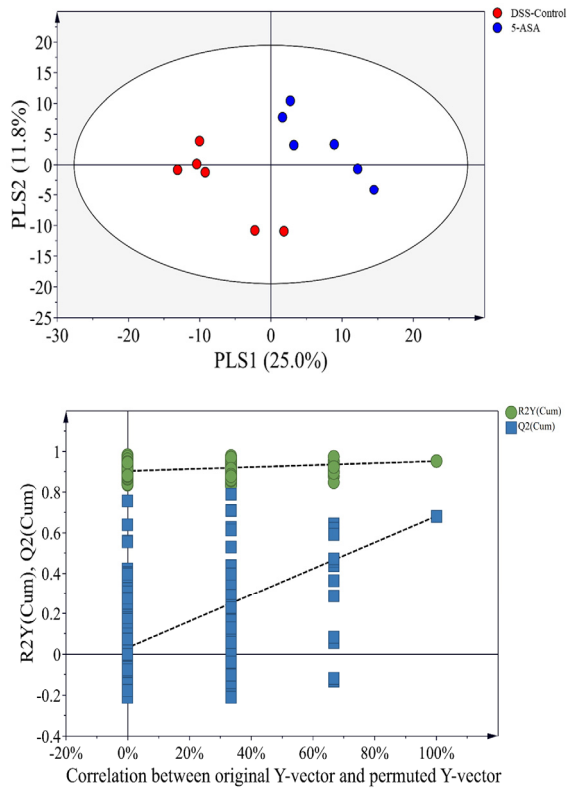 DSS-Control
5-ASA
20
15
10
5
0
-5
-10
-15
-20
-25
PLS2 (11.8%)
-30 -20 -10 0 10 20
PLS1 (25.0%)
R2Y(Cum)
Q2(Cum)
1
0.8
0.6
0.4
0.2
0
-0.2
-0.4
R2Y(Cum), Q2(Cum)
-20% 0% 20% 40% 60% 80% 100%
Correlation between original Y-vector and permuted Y-vector